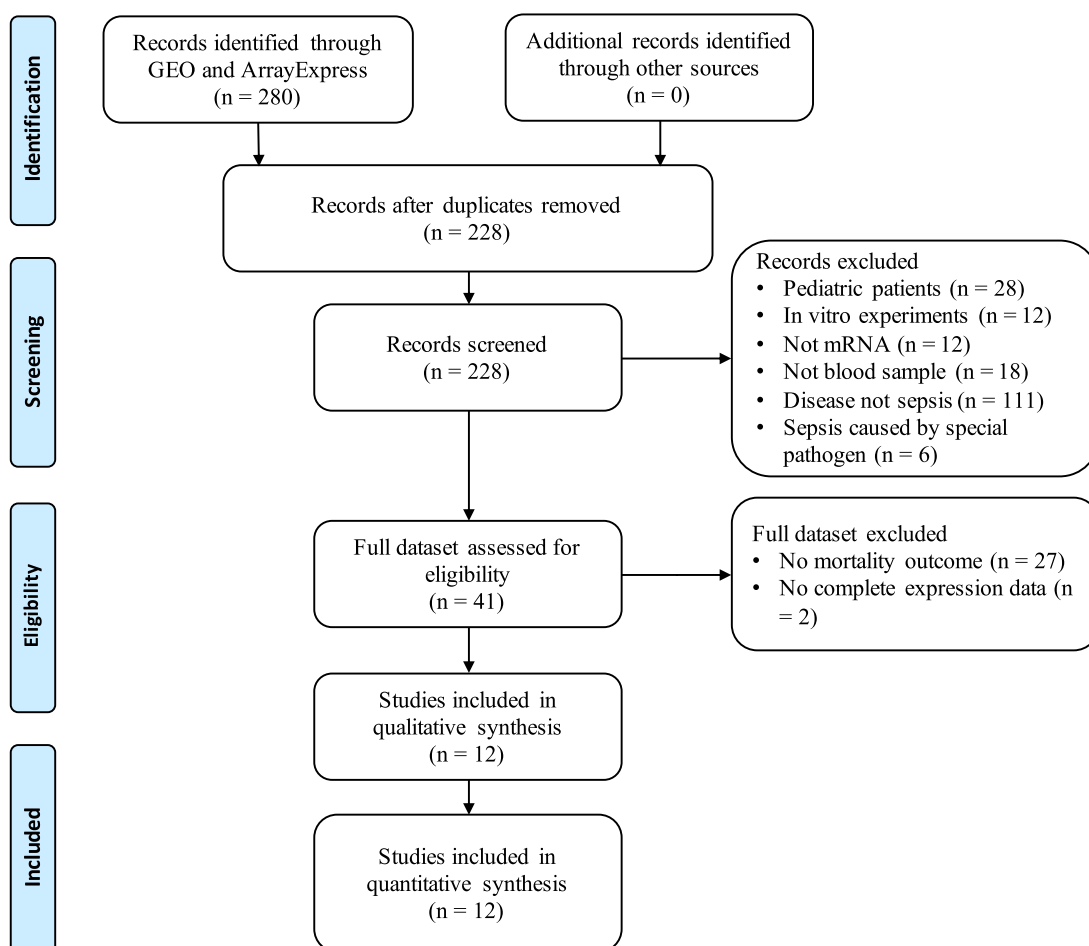 Identification
Records identified through
GEO and ArrayExpress
(n = 280)
Additional records identified
through other sources
(n = 0)
Records after duplicates removed
(n = 228)
Screening
Records screened
(n = 228)
Records excluded
• Pediatric patients (n = 28)
• In vitro experiments (n = 12)
• Not mRNA (n = 12)
• Not blood sample (n = 18)
• Disease not sepsis (n = 111)
• Sepsis caused by special
pathogen (n = 6)
Eligibility
Full dataset assessed for
eligibility
(n = 41)
Full dataset excluded
• No mortality outcome (n = 27)
• No complete expression data (n
= 2)
Studies included in
qualitative synthesis
(n = 12)
Included
Studies included in
quantitative synthesis
(n = 12)